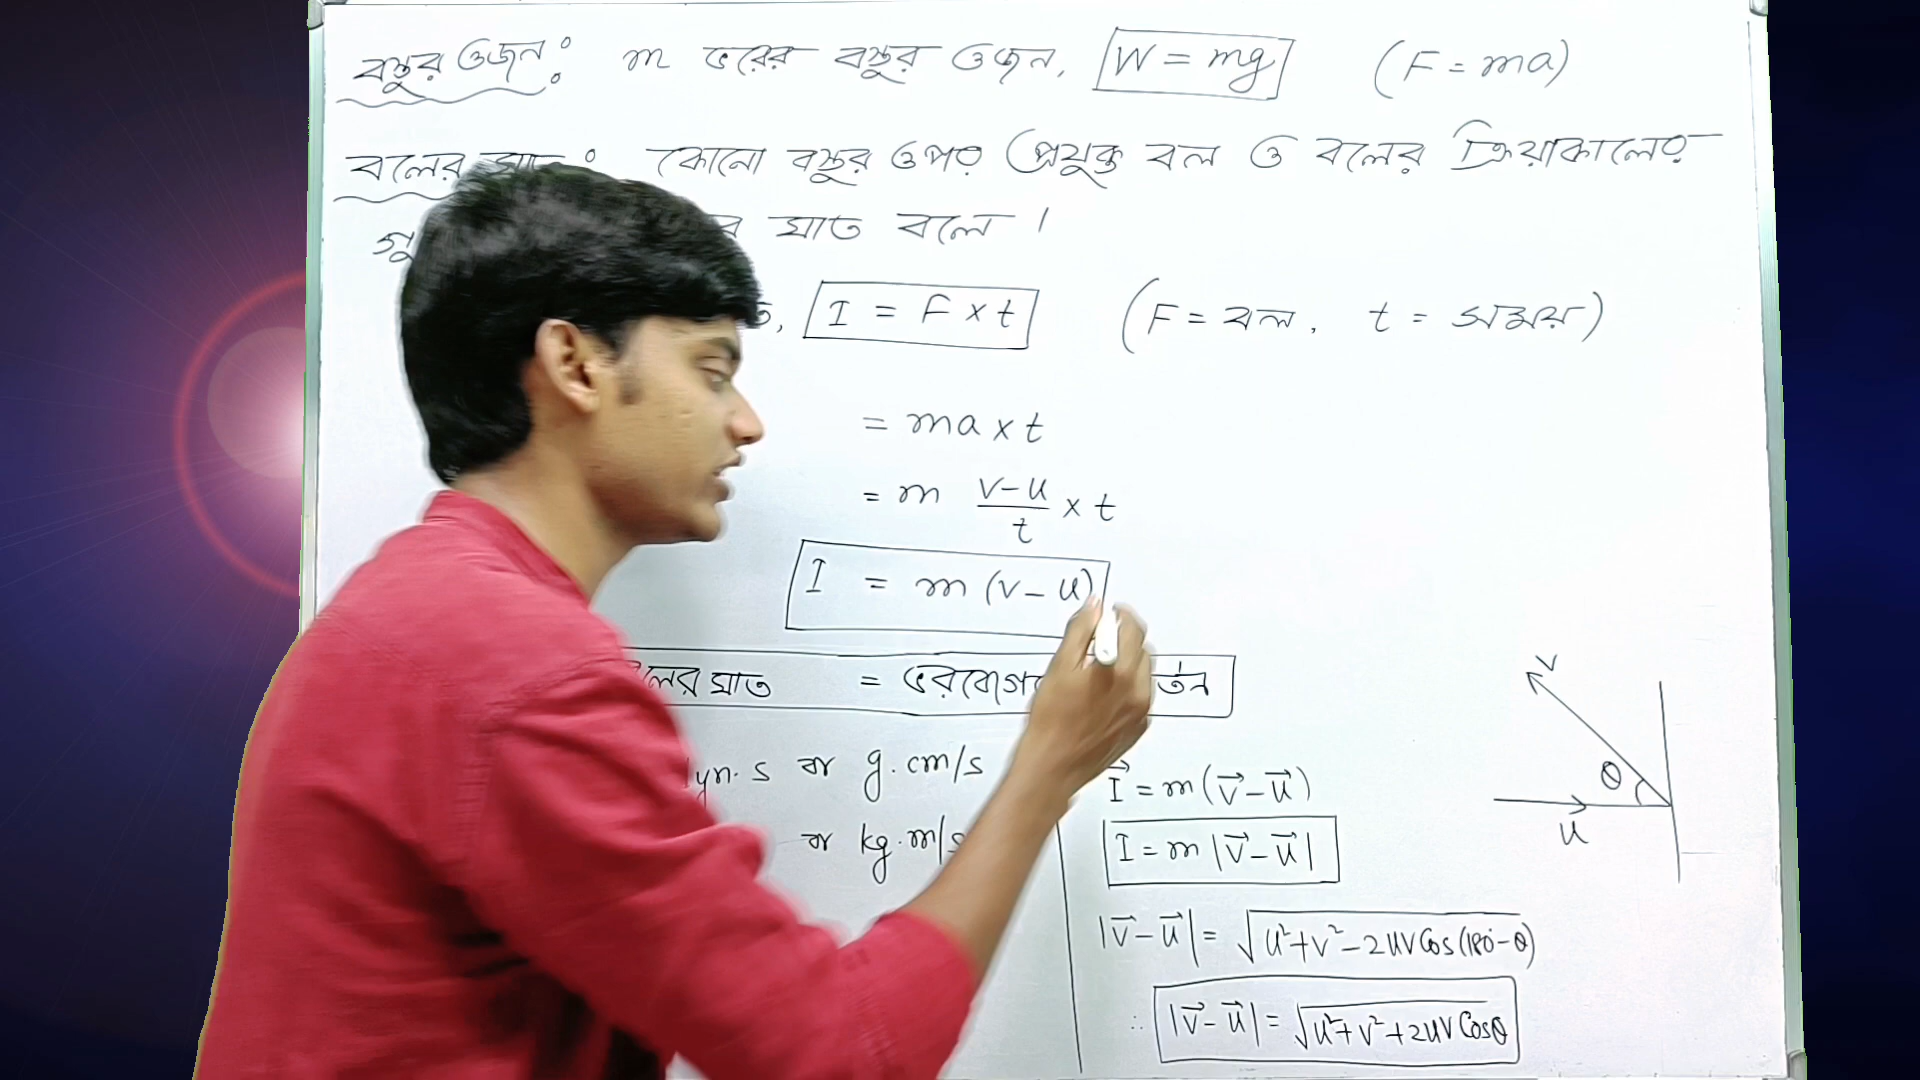 বস্তুর ওজন : m ভরের বস্তুর ওজন, W = mg (F = ma)
বলের ঘাত : কোনো বস্তুর ওপর প্রযুক্ত বল ও বলের ক্রিয়াকালের
ঘাত বলে ।
I = F × t (F = বল, t = সময়)
= ma × t
= m (v-u)/t × t
I = m (v - u)
বলের ঘাত =
dyn. s বা g. cm/s
বা kg. m/s
I⃗ = m (v⃗ - u⃗)
I = m |v⃗ - u⃗|
|v⃗ - u⃗| = √(u² + v² - 2uv Cos (180° - θ))
∴ |v⃗ - u⃗| = √(u² + v² + 2uv Cosθ)
v
θ
u